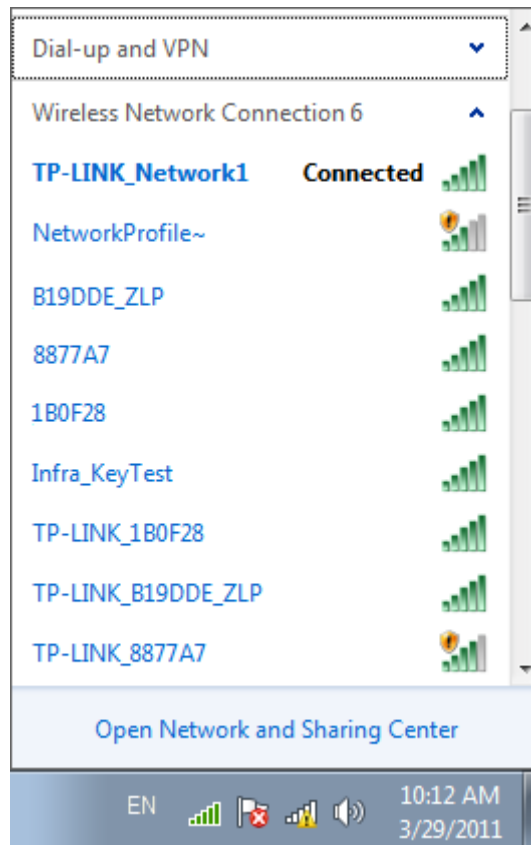 Dial-up and VPN
Wireless Network Connection 6
TP-LINK_Network1 Connected
NetworkProfile~
B19DDE_ZLP
8877A7
1B0F28
Infra_KeyTest
TP-LINK_1B0F28
TP-LINK_B19DDE_ZLP
TP-LINK_8877A7
Open Network and Sharing Center
EN
10:12 AM
3/29/2011